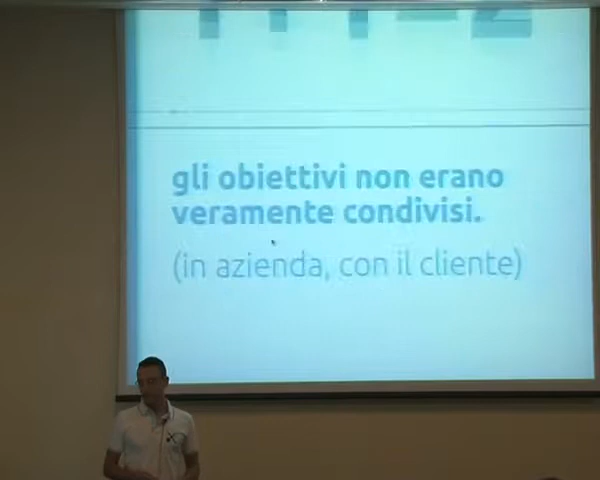 gli obiettivi non erano
veramente condivisi.
(in azienda, con il cliente)